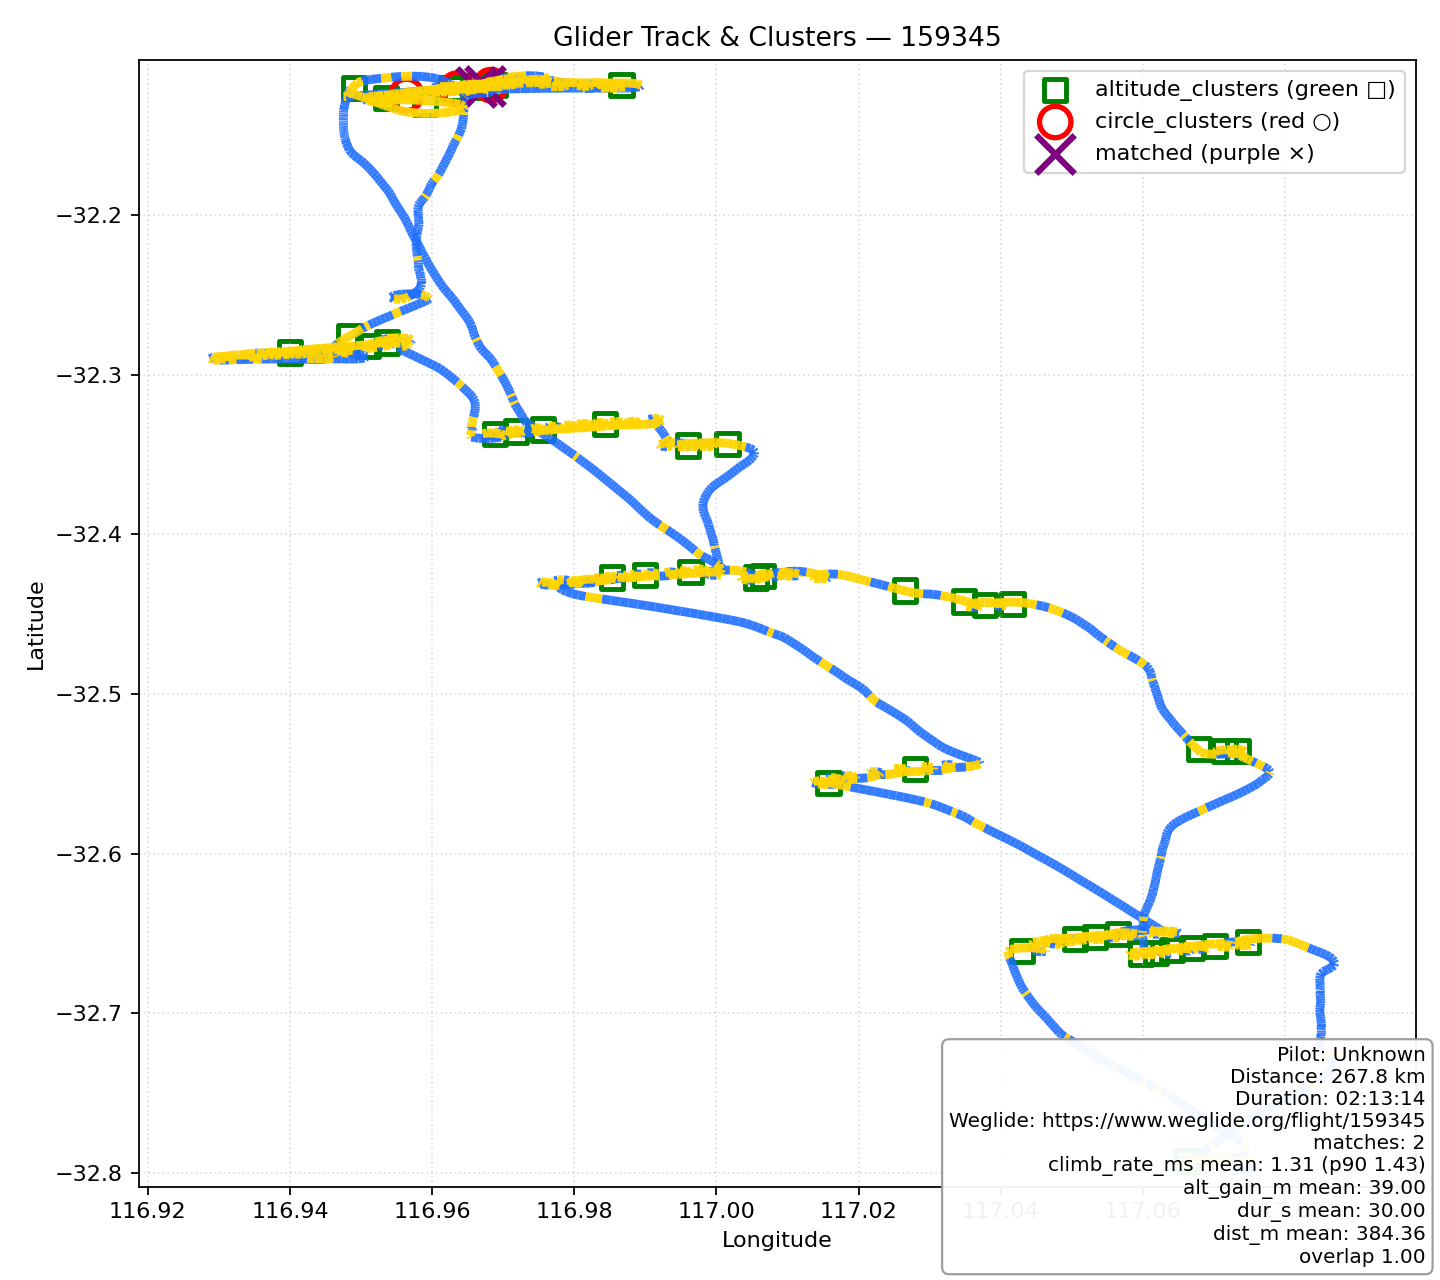 Glider Track & Clusters — 159345
altitude_clusters (green □)
circle_clusters (red ○)
matched (purple ×)
Latitude
−32.2
−32.3
−32.4
−32.5
−32.6
−32.7
−32.8
116.92
116.94
116.96
116.98
117.00
117.02
117.04
117.06
Longitude
Pilot: Unknown
Distance: 267.8 km
Duration: 02:13:14
Weglide: https://www.weglide.org/flight/159345
matches: 2
climb_rate_ms mean: 1.31 (p90 1.43)
alt_gain_m mean: 39.00
dur_s mean: 30.00
dist_m mean: 384.36
overlap 1.00